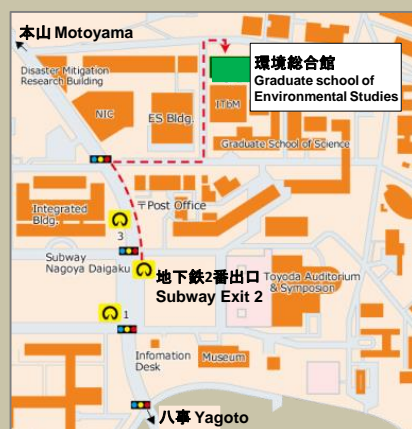 本山 Motoyama
Disaster Mitigation
Research Building
NIC
ES Bldg.
ITbM
環境総合館
Graduate school of
Environmental Studies
Graduate School of Science
Integrated
Bldg.
〒Post Office
3
Subway
Nagoya Daigaku
地下鉄2番出口
Subway Exit 2
Toyoda Auditorium
& Symposion
1
Infomation
Desk
Museum
八事 Yagoto